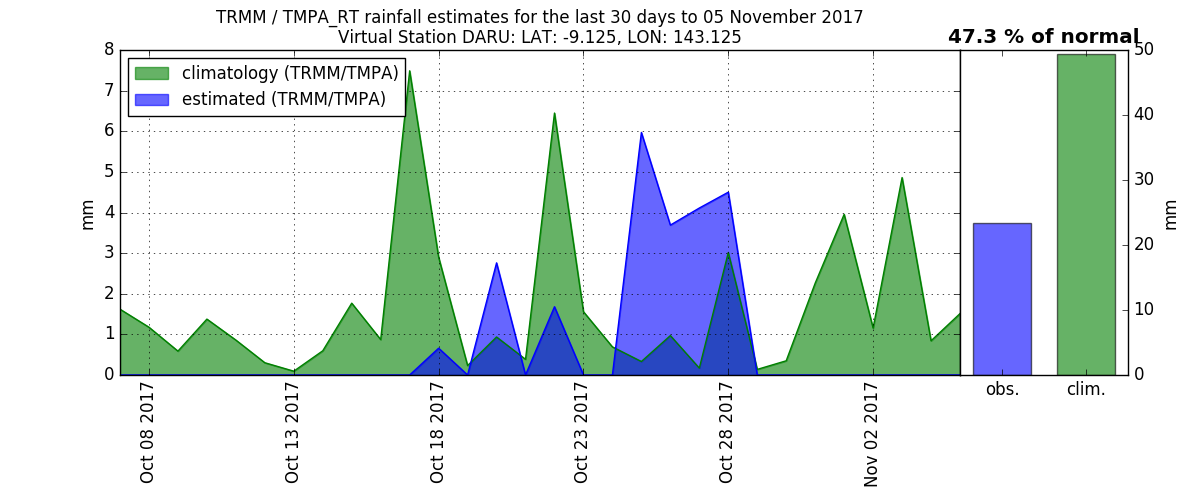 TRMM / TMPA_RT rainfall estimates for the last 30 days to 05 November 2017
Virtual Station DARU: LAT: -9.125, LON: 143.125
47.3 % of normal
climatology (TRMM/TMPA)
estimated (TRMM/TMPA)
mm
8
7
6
5
4
3
2
1
0
Oct 08 2017
Oct 13 2017
Oct 18 2017
Oct 23 2017
Oct 28 2017
Nov 02 2017
obs.
clim.
50
40
30
20
10
0
mm